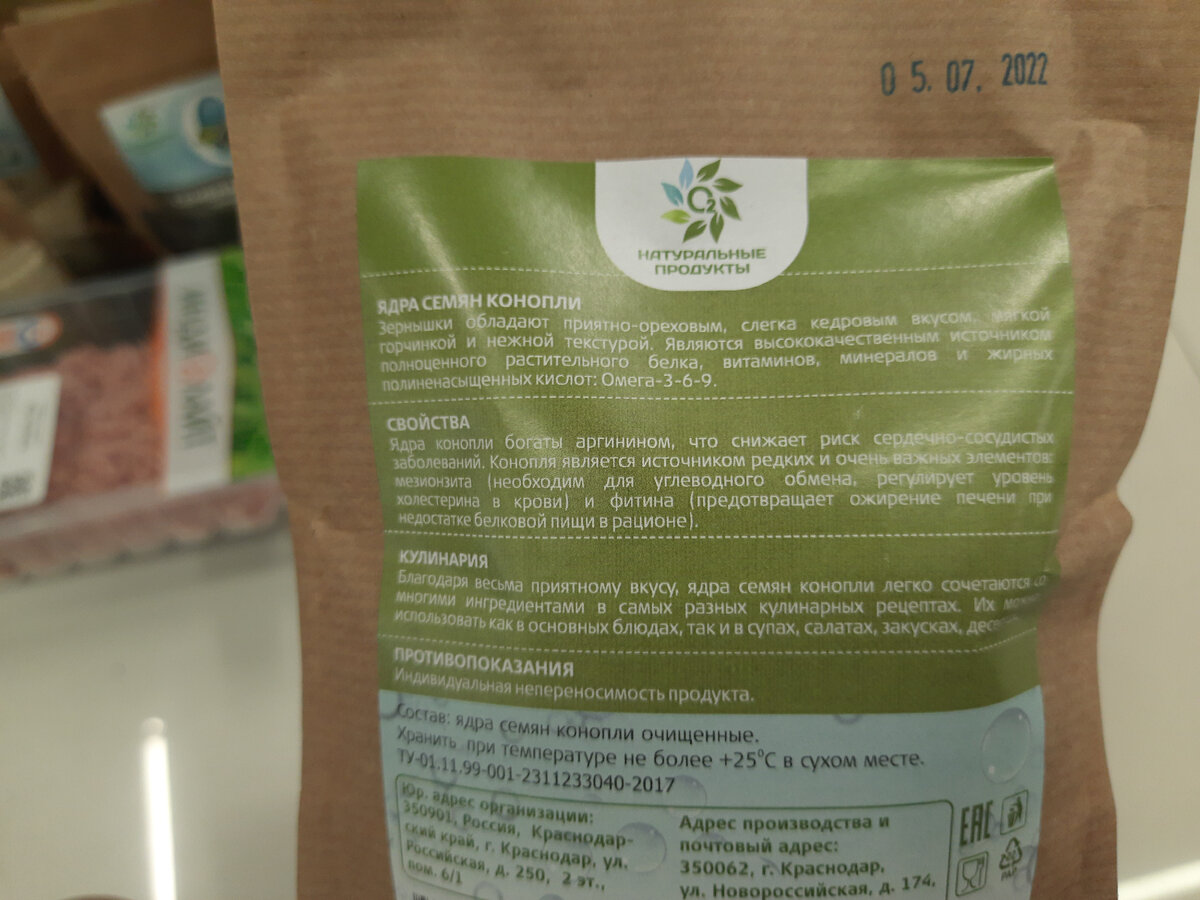 0 5. 07. 2022
O2
НАТУРАЛЬНЫЕ
ПРОДУКТЫ
ЯДРА СЕМЯН КОНОПЛИ
Зернышки обладают приятно-ореховым, слегка кедровым вкусом, мягкой
горчинкой и нежной текстурой. Являются высококачественным источником
полноценного растительного белка, витаминов, минералов и жирных
полиненасыщенных кислот: Омега-3-6-9.
СВОЙСТВА
Ядра конопли богаты аргинином, что снижает риск сердечно-сосудистых
заболеваний. Конопля является источником редких и очень важных элементов:
мезионзита (необходим для углеводного обмена, регулирует уровень
холестерина в крови) и фитина (предотвращает ожирение печени при
недостатке белковой пищи в рационе).
КУЛИНАРИЯ
Благодаря весьма приятному вкусу, ядра семян конопли легко сочетаются со
многими ингредиентами в самых разных кулинарных рецептах. Их
использовать как в основных блюдах, так и в супах, салатах, закусках,
ПРОТИВОПОКАЗАНИЯ
Индивидуальная непереносимость продукта.
Состав: ядра семян конопли очищенные.
Хранить при температуре не более +25°С в сухом месте.
ТУ-01.11.99-001-2311233040-2017
Юр. адрес организации:
350901, Россия, Краснодар-
ский край, г. Краснодар, ул.
Российская, д. 250, 2 эт.,
пом. 6/1
Адрес производства и
почтовый адрес:
350062, г. Краснодар,
ул. Новороссийская, д. 174,
EAC
PAP